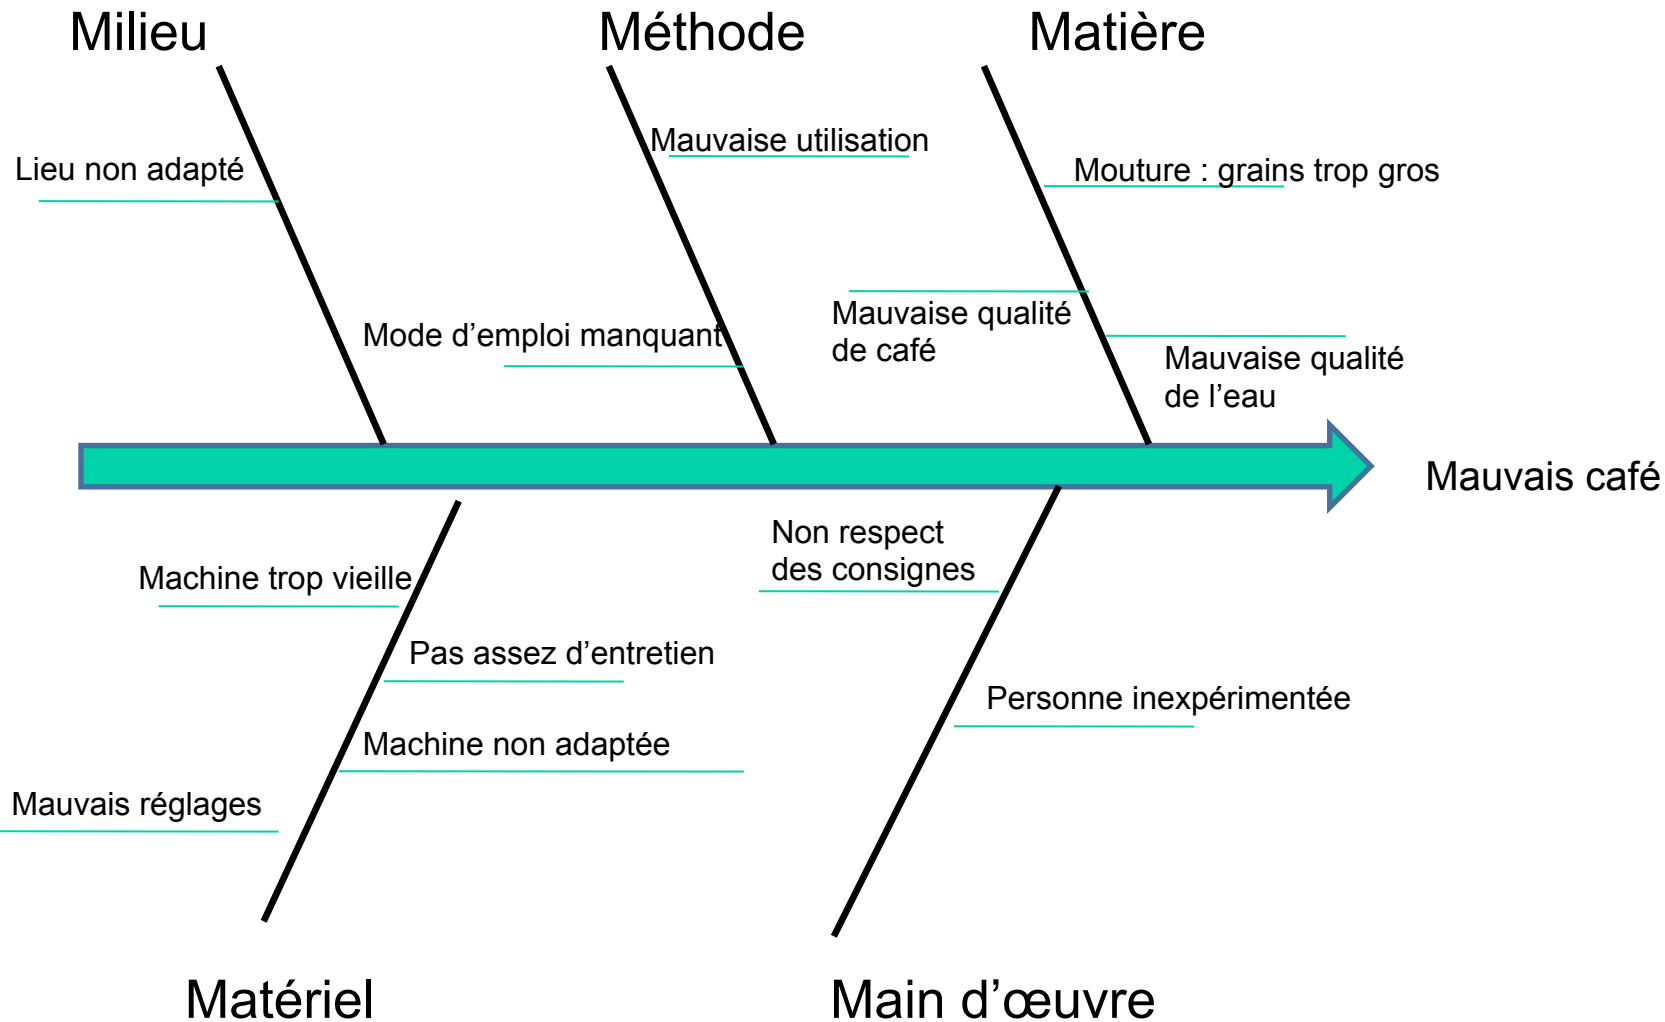 Milieu
Méthode
Matière
Mauvaise utilisation
Lieu non adapté
Mouture : grains trop gros
Mode d’emploi manquant
Mauvaise qualité
de café
Mauvaise qualité
de l’eau
Mauvais café
Non respect
des consignes
Machine trop vieille
Pas assez d’entretien
Personne inexpérimentée
Machine non adaptée
Mauvais réglages
Matériel
Main d’œuvre